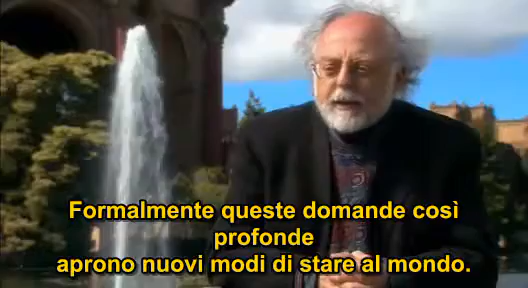 Formalmente queste domande così
profonde
aprono nuovi modi di stare al mondo.